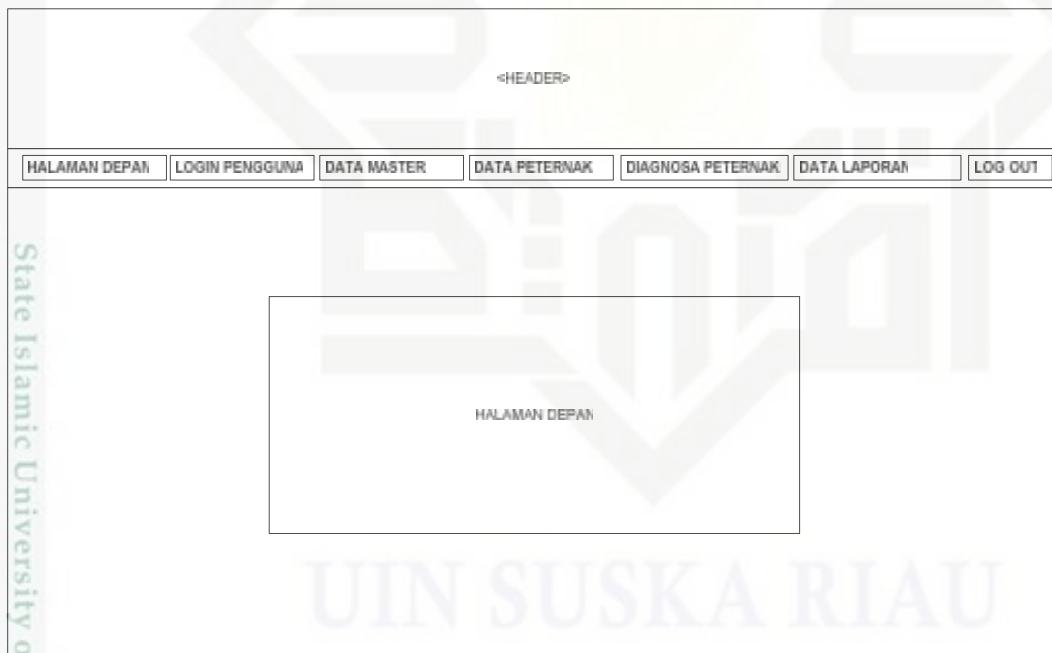 <HEADER>
HALAMAN DEPAN LOGIN PENGGUNA DATA MASTER DATA PETERNAK DIAGNOSA PETERNAK DATA LAPORAN LOG OUT
HALAMAN DEPAN
State Islamic University o
UIN SUSKA RIAU